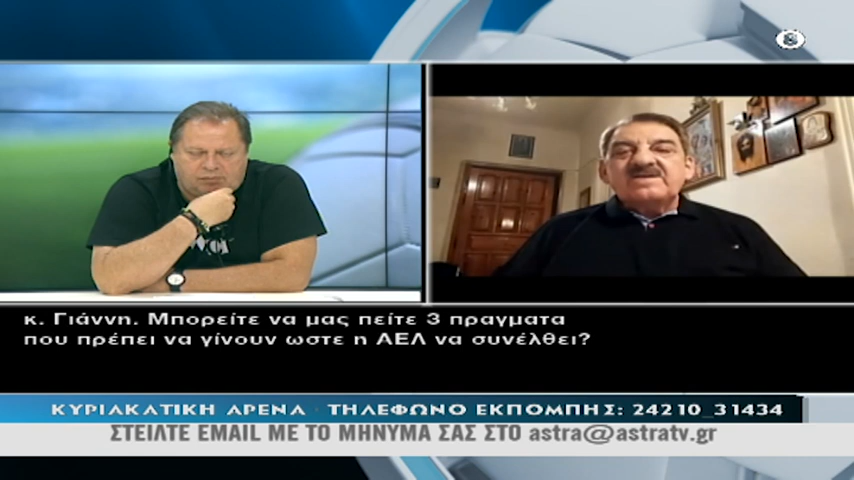 κ. Γιάννη. Μπορείτε να μας πείτε 3 πραγματα
που πρέπει να γίνουν ωστε η ΑΕΛ να συνέλθει?
ΚΥΡΙΑΚΑΤΙΚΗ ΑΡΕΝΑ - ΤΗΛΕΦΩΝΟ ΕΚΠΟΜΠΗΣ: 24210_31434
ΣΤΕΙΛΤΕ EMAIL ΜΕ ΤΟ ΜΗΝΥΜΑ ΣΑΣ ΣΤΟ astra@astratv.gr